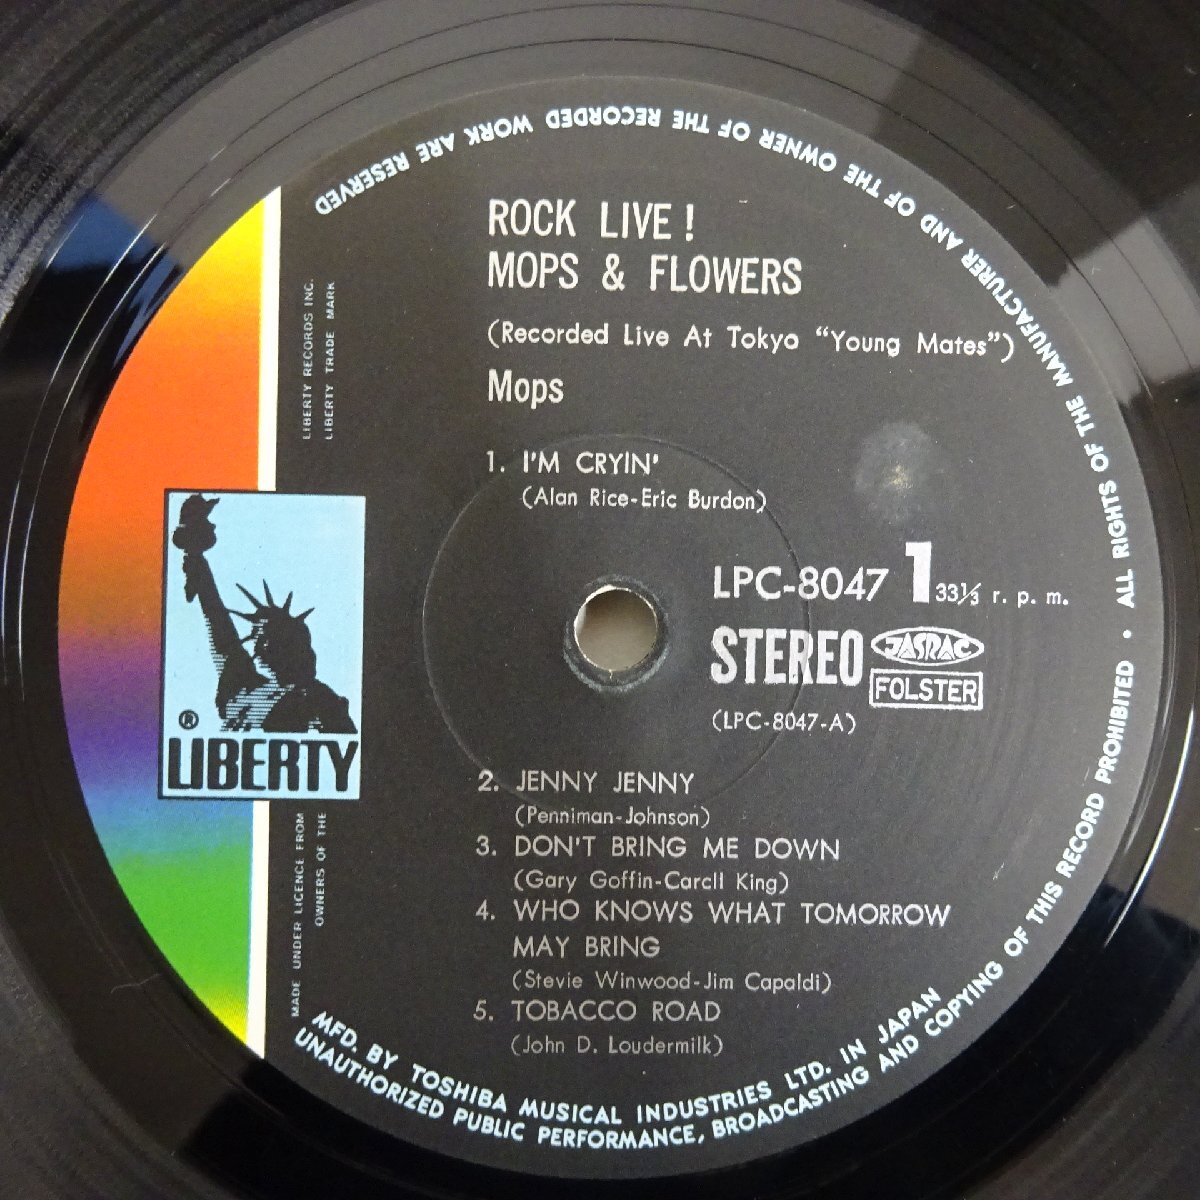 ROCK LIVE!
MOPS & FLOWERS
(Recorded Live At Tokyo “Young Mates”)
Mops
1. I'M CRYIN'
(Alan Rice-Eric Burdon)
LPC-8047 1 33⅓ r. p. m.
STEREO JASRAC
FOLSTER
(LPC-8047-A)
2. JENNY JENNY
(Penniman-Johnson)
3. DON'T BRING ME DOWN
(Gary Goffin-Carcll King)
4. WHO KNOWS WHAT TOMORROW
MAY BRING
(Stevie Winwood-Jim Capaldi)
5. TOBACCO ROAD
(John D. Loudermilk)
LIBERTY RECORDS INC.
LIBERTY TRADE MARK
®
LIBERTY
MADE UNDER LICENCE FROM
OWNERS OF THE
MFD. BY TOSHIBA MUSICAL INDUSTRIES LTD. IN JAPAN
UNAUTHORIZED PUBLIC PERFORMANCE, BROADCASTING AND COPYING OF THIS RECORD PROHIBITED • ALL RIGHTS OF THE MANUFACTURER AND OF THE OWNER OF THE RECORDED WORK ARE RESERVED